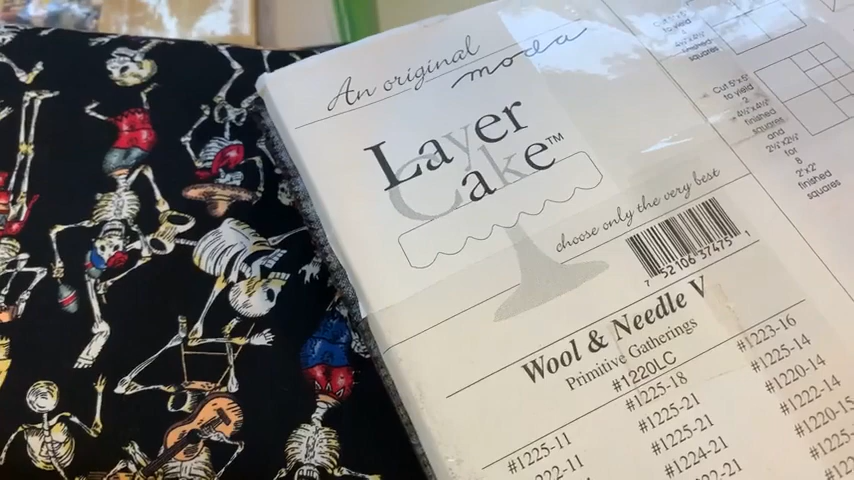 An original
moda
Layer
Cake™
choose only the very best
7 52106 37475 1
Wool & Needle V
Primitive Gatherings
#1220LC
#1225-11
#1225-18
#1225-21
#1225-21
#1224-21
#1223-16
#1225-14
#1220-14
#1222-14
Cut 5"x5"
to yield
2
4½"x4½"
finished
squares
and
2½"x2½"
for
8
2"x2"
finished
squares